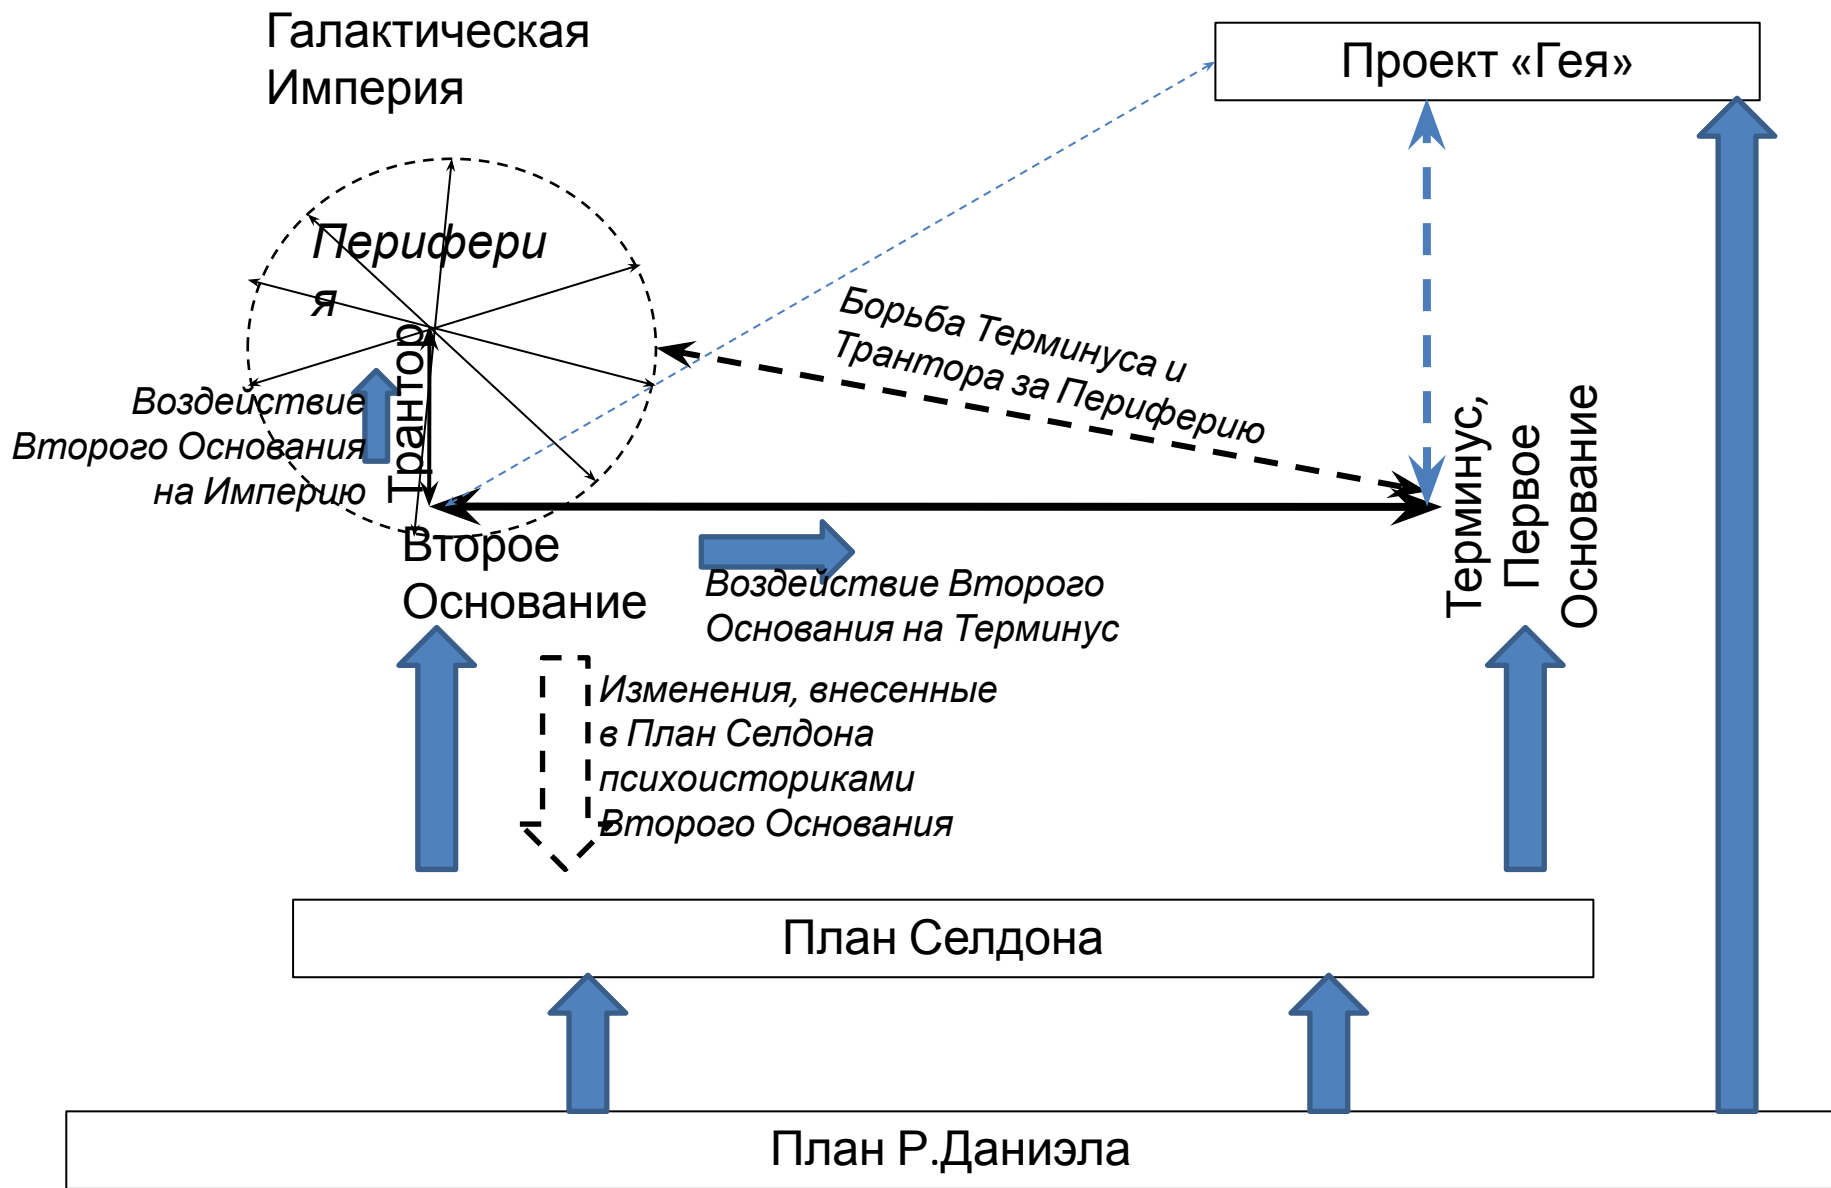 Галактическая
Империя
Проект «Гея»
Перифери
я
Трантор
Борьба Терминуса и
Трантора за Периферию
Воздействие
Второго Основания
на Империю
Терминус,
Первое
Основание
Второе
Основание
Воздействие Второго
Основания на Терминус
Изменения, внесенные
в План Селдона
психоисториками
Второго Основания
План Селдона
План Р.Даниэла